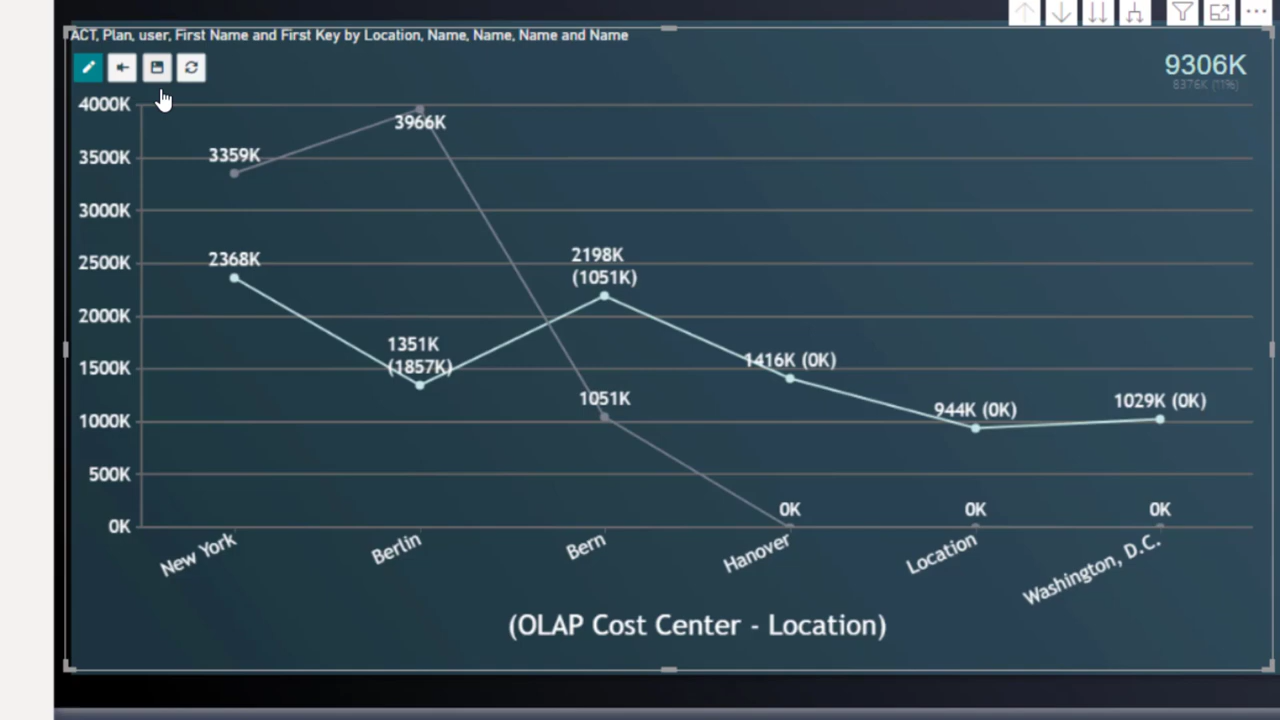 ACT, Plan, user, First Name and First Key by Location, Name, Name, Name and Name
9306K
8376K (11%)
4000K
3500K
3000K
2500K
2000K
1500K
1000K
500K
0K
3359K
3966K
2368K
1351K
(1857K)
2198K
(1051K)
1051K
1416K (0K)
944K (0K)
1029K (0K)
0K
0K
0K
New York
Berlin
Bern
Hanover
Location
Washington, D.C.
(OLAP Cost Center - Location)